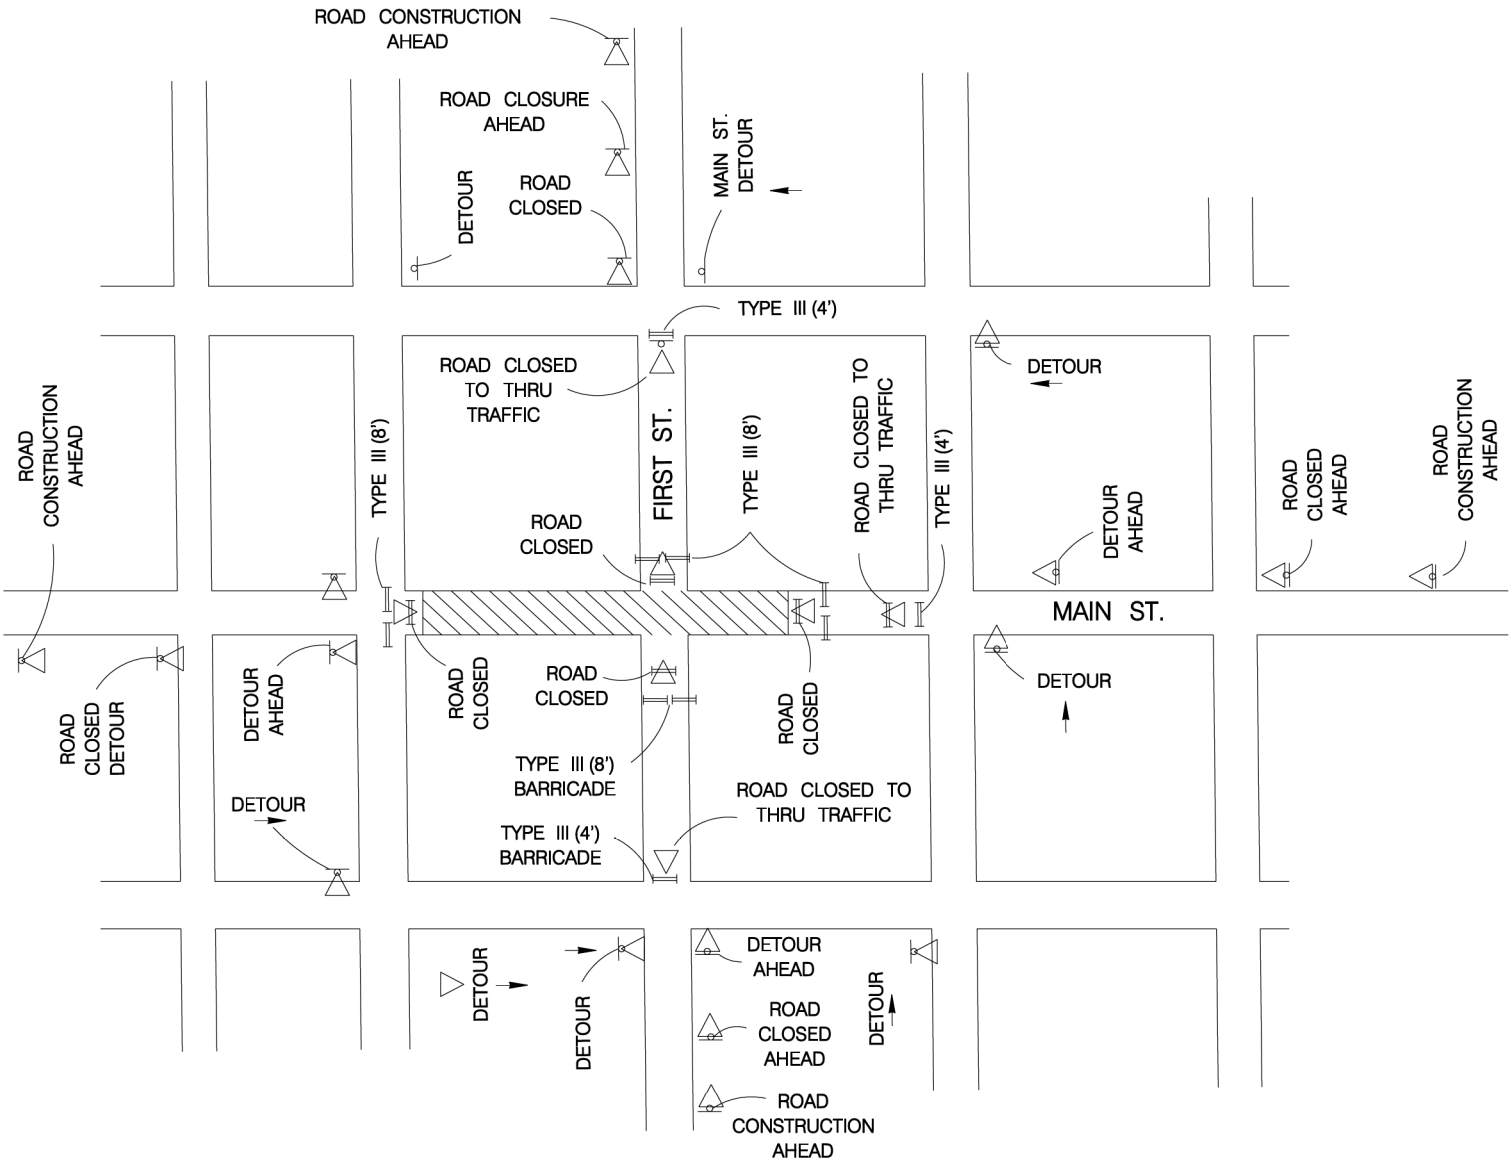 ROAD CONSTRUCTION
AHEAD
ROAD CLOSURE
AHEAD
DETOUR
ROAD
CLOSED
MAIN ST.
DETOUR
TYPE III (4')
ROAD CLOSED
TO THRU
TRAFFIC
DETOUR
ROAD
CONSTRUCTION
AHEAD
TYPE III (8')
FIRST ST.
TYPE III (8')
ROAD CLOSED TO
THRU TRAFFIC
TYPE III (4')
ROAD
CLOSED
DETOUR
AHEAD
ROAD
CLOSED
AHEAD
ROAD
CONSTRUCTION
AHEAD
MAIN ST.
ROAD
CLOSED
DETOUR
DETOUR
AHEAD
ROAD
CLOSED
ROAD
CLOSED
ROAD
CLOSED
DETOUR
TYPE III (8')
BARRICADE
ROAD CLOSED TO
THRU TRAFFIC
DETOUR
TYPE III (4')
BARRICADE
DETOUR
DETOUR
DETOUR
AHEAD
ROAD
CLOSED
AHEAD
DETOUR
ROAD
CONSTRUCTION
AHEAD